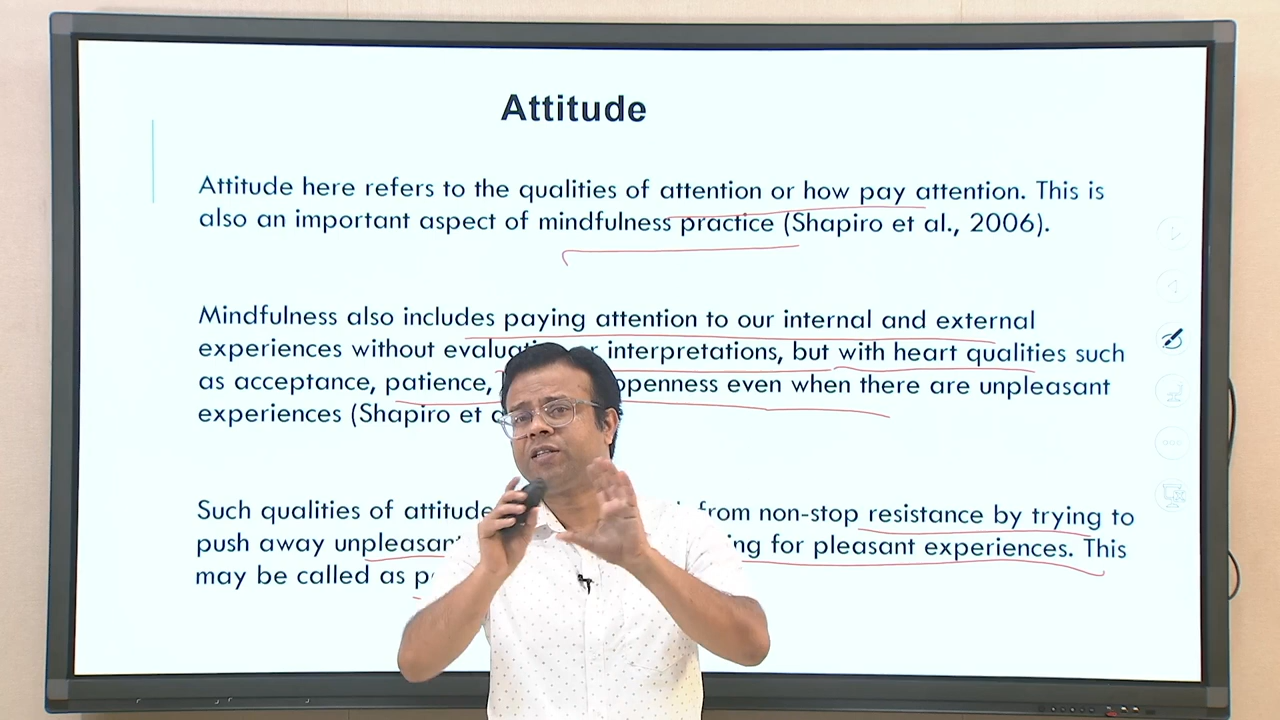 Attitude
Attitude here refers to the qualities of attention or how pay attention. This is
also an important aspect of mindfulness practice (Shapiro et al., 2006).
Mindfulness also includes paying attention to our internal and external
experiences without interpretations, but with heart qualities such
as acceptance, patience, openness even when there are unpleasant
experiences (Shapiro et
Such qualities of attitude from non-stop resistance by trying to
push away for pleasant experiences. This
may be called as